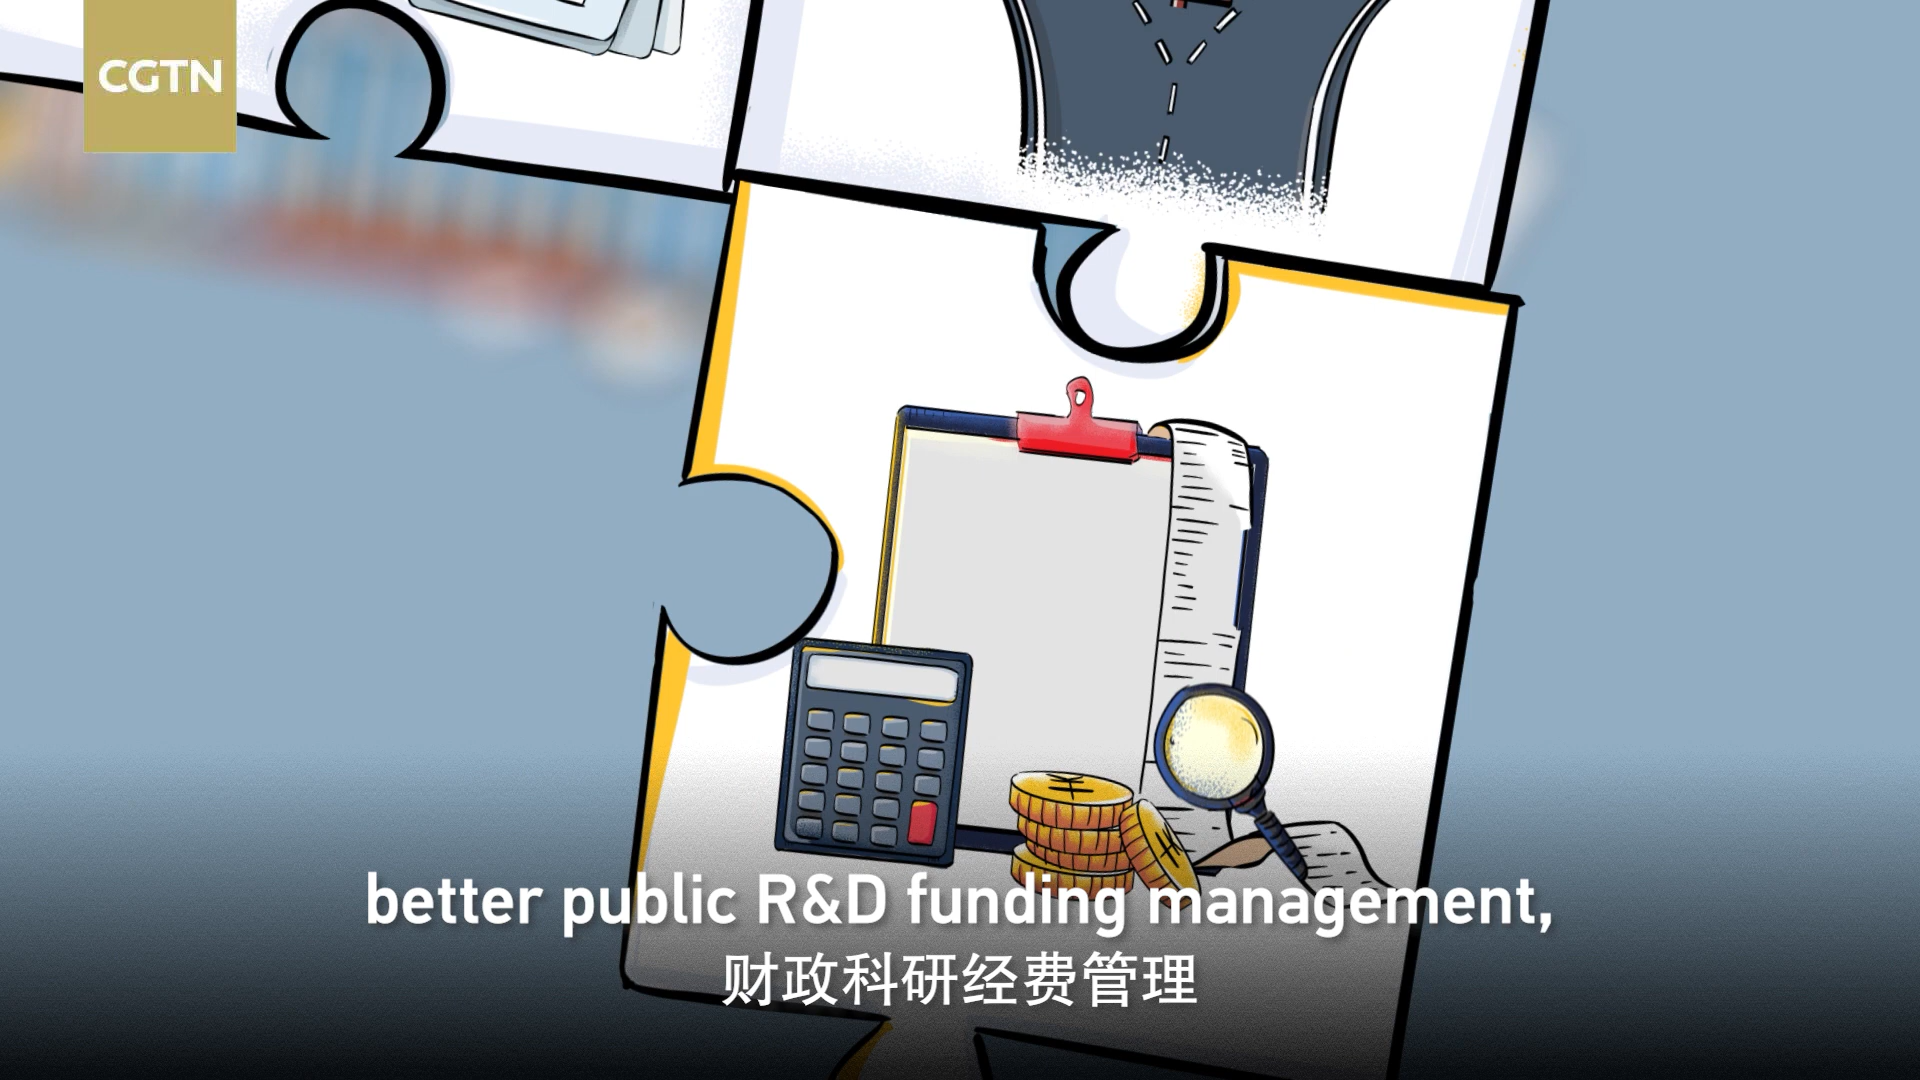 CGTN
better public R&D funding management,
财政科研经费管理